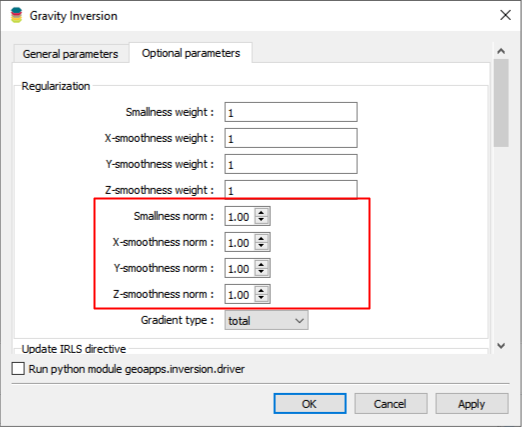 Gravity Inversion
General parameters
Optional parameters
Regularization
Smallness weight : 1
X-smoothness weight : 1
Y-smoothness weight : 1
Z-smoothness weight : 1
Smallness norm : 1.00
X-smoothness norm : 1.00
Y-smoothness norm : 1.00
Z-smoothness norm : 1.00
Gradient type : total
Update IRLS directive
Run python module geoapps.inversion.driver
OK
Cancel
Apply